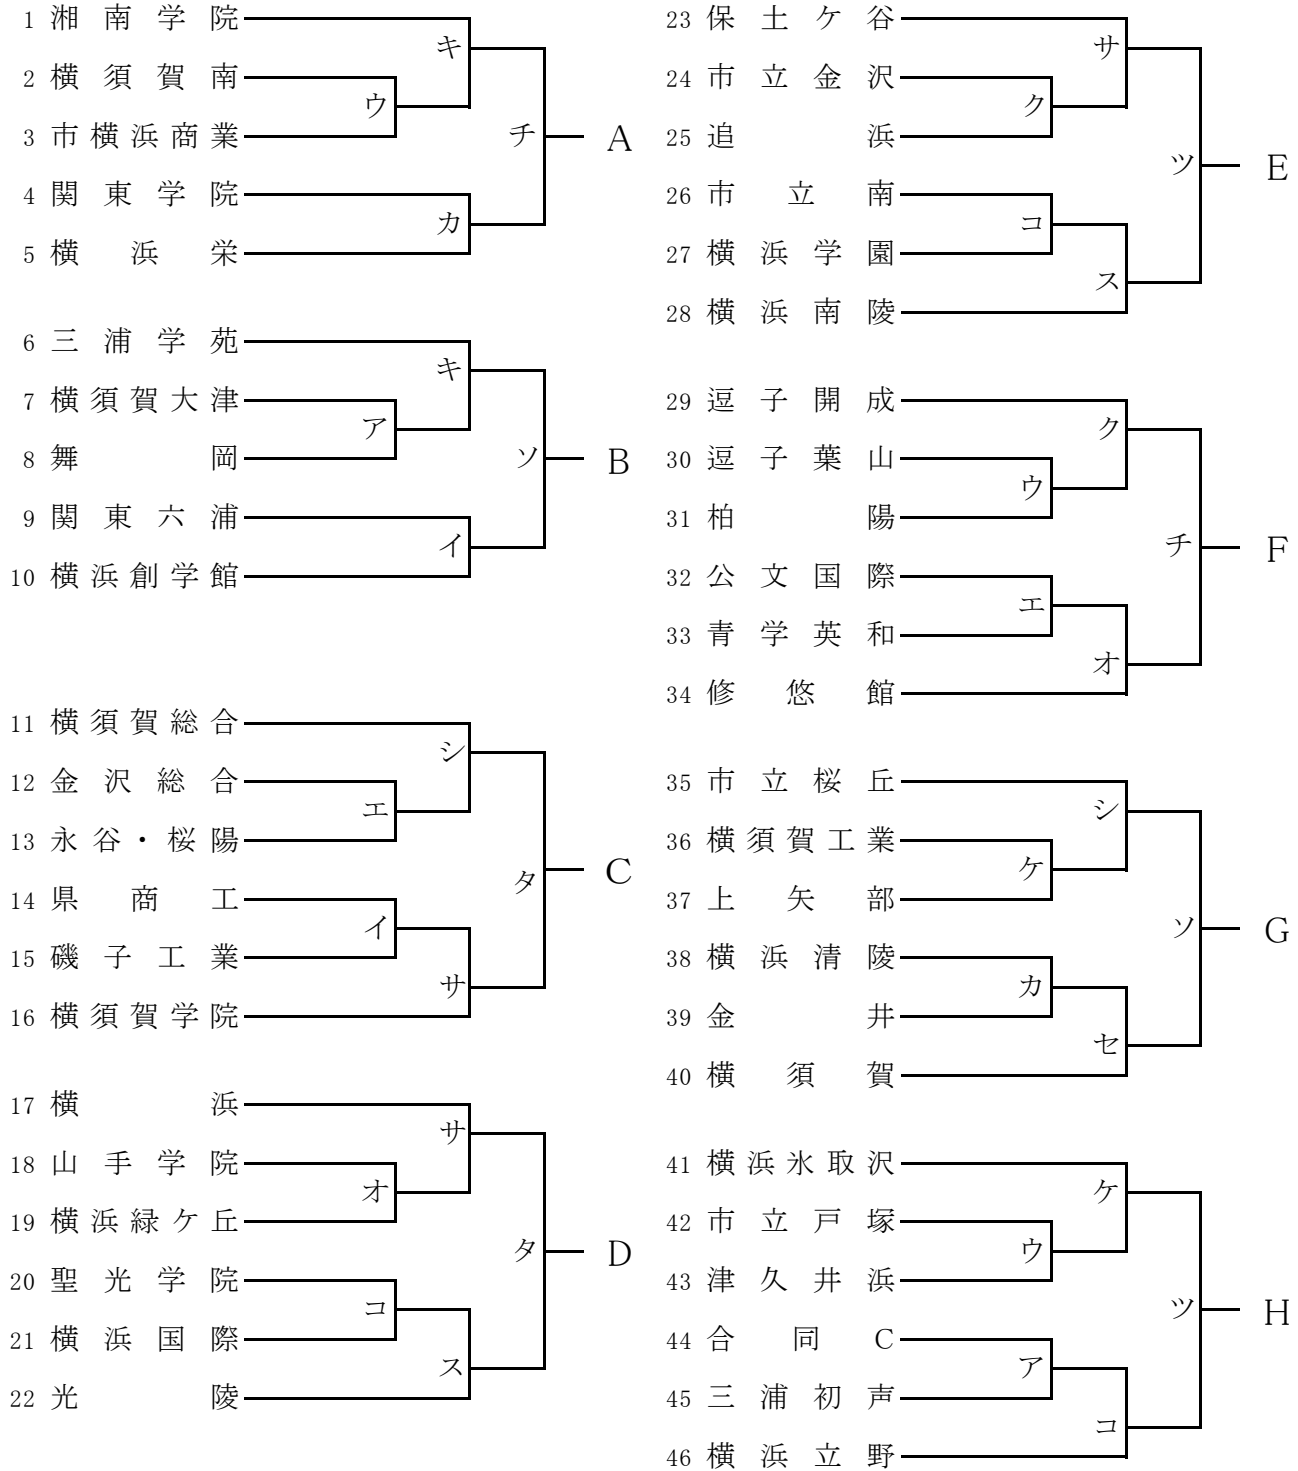 1 湘南学院
キ
2 横須賀南
ウ
3 市横浜商業
チ A
4 関東学院
カ
5 横浜栄
6 三浦学苑
キ
7 横須賀大津
ア
8 舞岡
ソ B
9 関東六浦
イ
10 横浜創学館
11 横須賀総合
シ
12 金沢総合
エ
13 永谷・桜陽
タ C
14 県商工
イ
15 磯子工業
サ
16 横須賀学院
17 横浜
サ
18 山手学院
オ
19 横浜緑ケ丘
タ D
20 聖光学院
コ
21 横浜国際
ス
22 光陵
23 保土ケ谷
サ
24 市立金沢
ク
25 追浜
ツ E
26 市立南
コ
27 横浜学園
ス
28 横浜南陵
29 逗子開成
ク
30 逗子葉山
ウ
31 柏陽
チ F
32 公文国際
エ
33 青学英和
オ
34 修悠館
35 市立桜丘
シ
36 横須賀工業
ケ
37 上矢部
ソ G
38 横浜清陵
カ
39 金井
セ
40 横須賀
41 横浜氷取沢
ケ
42 市立戸塚
ウ
43 津久井浜
ツ H
44 合同C
ア
45 三浦初声
コ
46 横浜立野